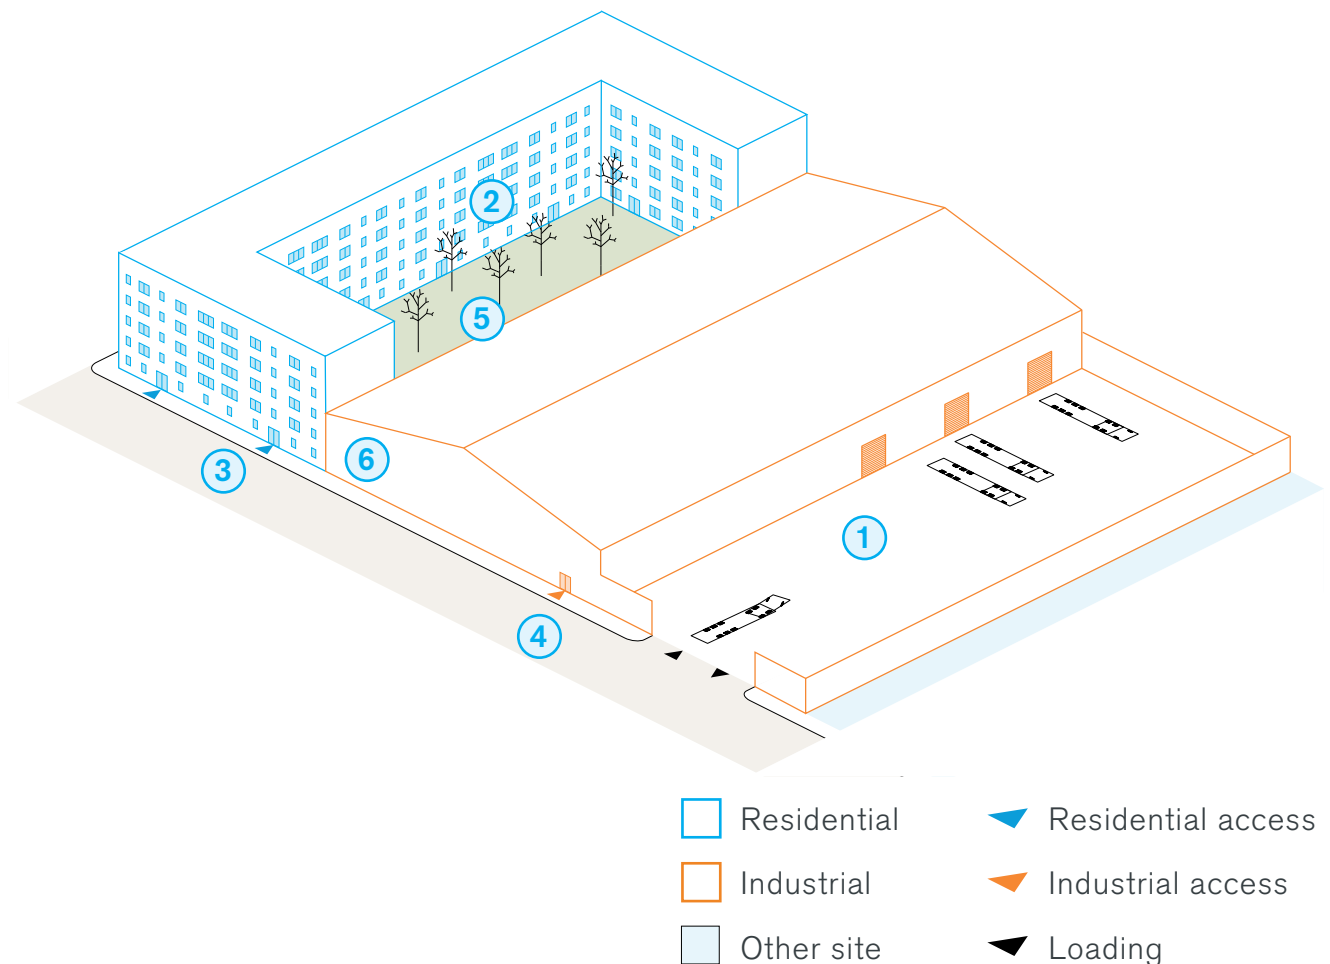 2
5
3
6
1
4
Residential
Residential access
Industrial
Industrial access
Other site
Loading